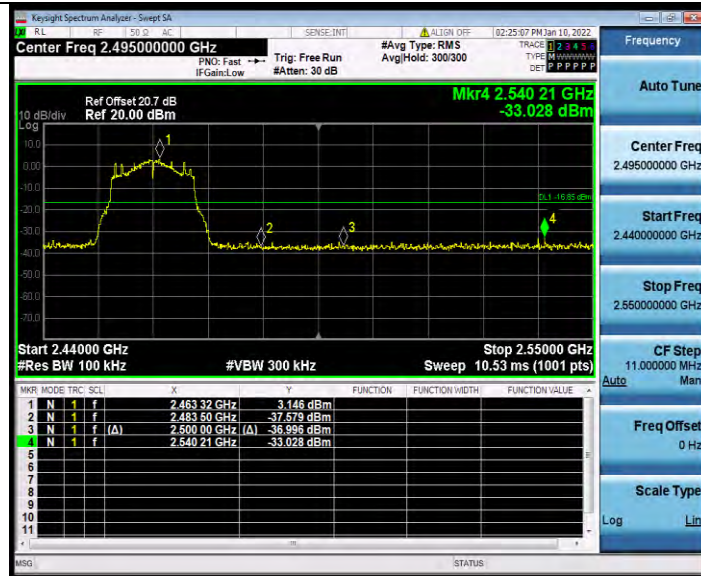 Keysight Spectrum Analyzer - Swept SA
RL RF 50 Ω AC SENSE:INT ALIGN OFF 02:25:07 PM Jan 10, 2022
Center Freq 2.495000000 GHz #Avg Type: RMS TRACE 1 2 3 4 5 6
PNO: Fast Trig: Free Run Avg|Hold: 300/300 TYPE M WWWWW
IFGain:Low #Atten: 30 dB DET P P P P P P
Ref Offset 20.7 dB Mkr4 2.540 21 GHz
10 dB/div Ref 20.00 dBm -33.028 dBm
Log
10.0
1
0.00
-10.0
DL1 -16.85 dBm
-20.0
4
-30.0
2 3
-40.0
-50.0
-60.0
-70.0
Start 2.44000 GHz Stop 2.55000 GHz
#Res BW 100 kHz #VBW 300 kHz Sweep 10.53 ms (1001 pts)
MKR MODE TRC SCL X Y FUNCTION FUNCTION WIDTH FUNCTION VALUE
1 N 1 f 2.463 32 GHz 3.146 dBm
2 N 1 f 2.483 50 GHz -37.579 dBm
3 N 1 f (Δ) 2.500 00 GHz (Δ) -36.996 dBm
4 N 1 f 2.540 21 GHz -33.028 dBm
5
6
7
8
9
10
11
MSG STATUS
Frequency
Auto Tune
Center Freq
2.495000000 GHz
Start Freq
2.440000000 GHz
Stop Freq
2.550000000 GHz
CF Step
11.000000 MHz
Auto Man
Freq Offset
0 Hz
Scale Type
Log Lin